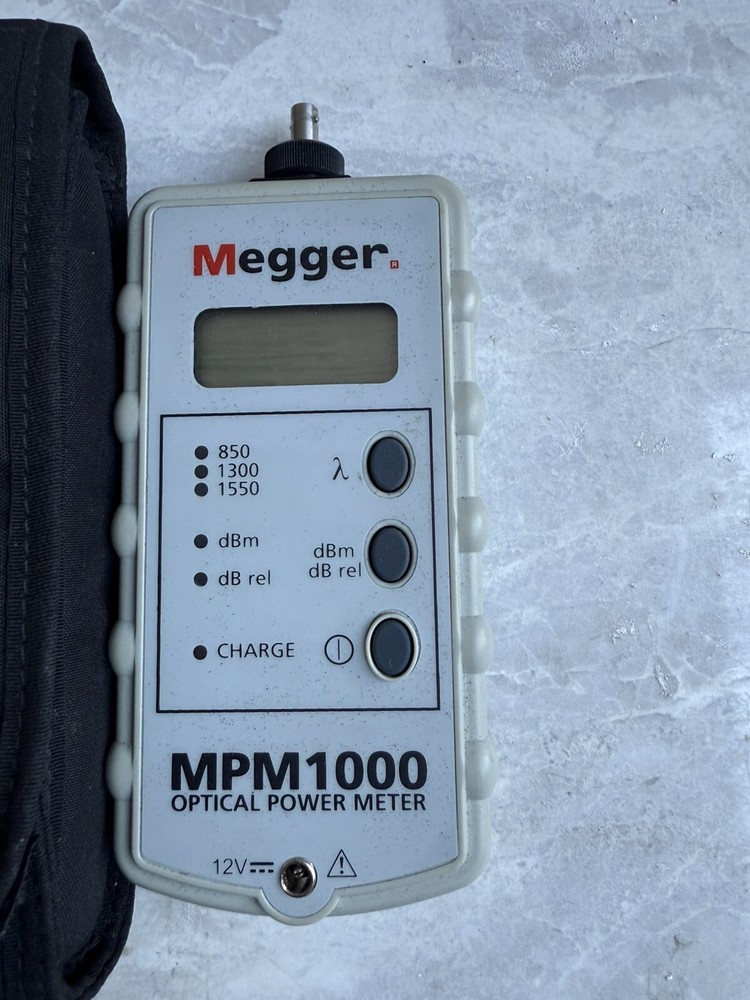 Megger
850
1300
1550
λ
dBm
dB rel
dBm
dB rel
CHARGE
MPM1000
OPTICAL POWER METER
12V